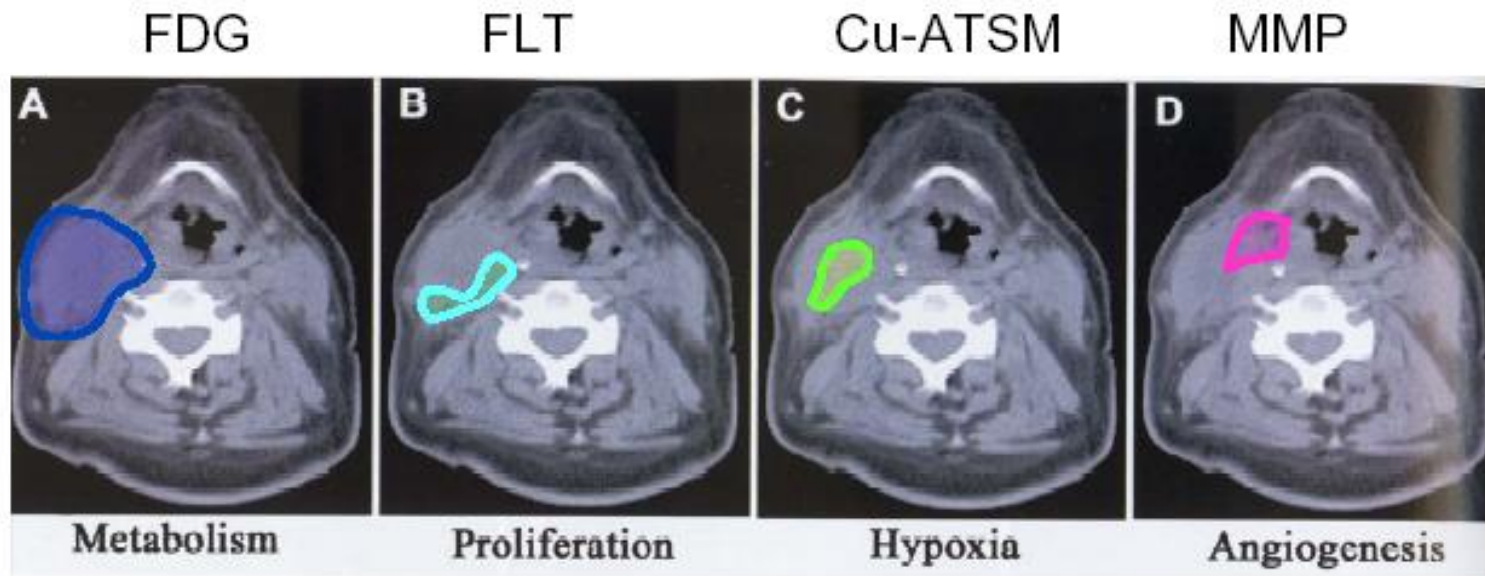 FDG FLT Cu-ATSM MMP
A B C D
Metabolism Proliferation Hypoxia Angiogenesis